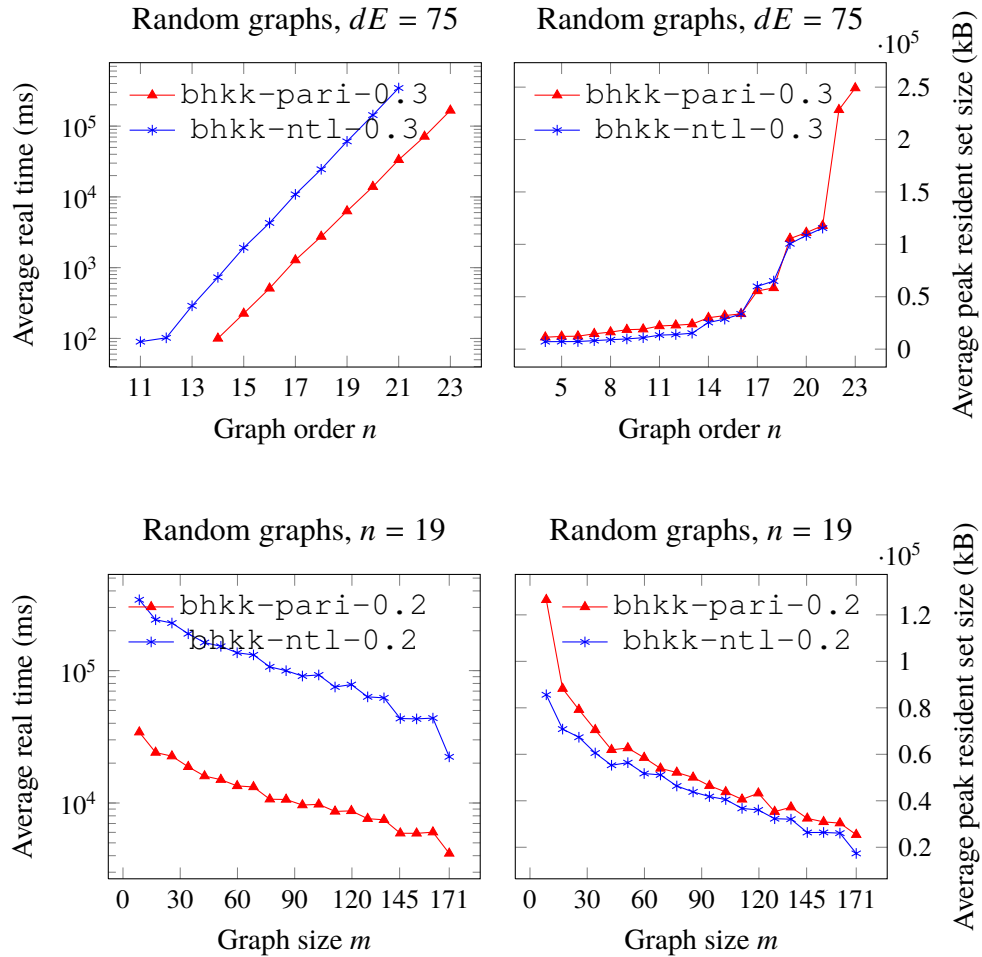 Random graphs, dE = 75
Average real time (ms)
10^5
10^4
10^3
10^2
bhkk-pari-0.3
bhkk-ntl-0.3
11 13 15 17 19 21 23
Graph order n
Random graphs, dE = 75
·10^5
bhkk-pari-0.3
bhkk-ntl-0.3
2.5
2
1.5
1
0.5
0
Average peak resident set size (kB)
5 8 11 14 17 20 23
Graph order n
Random graphs, n = 19
Average real time (ms)
10^5
10^4
bhkk-pari-0.2
bhkk-ntl-0.2
0 30 60 90 120 145 171
Graph size m
Random graphs, n = 19
·10^5
bhkk-pari-0.2
bhkk-ntl-0.2
1.2
1
0.8
0.6
0.4
0.2
Average peak resident set size (kB)
0 30 60 90 120 145 171
Graph size m